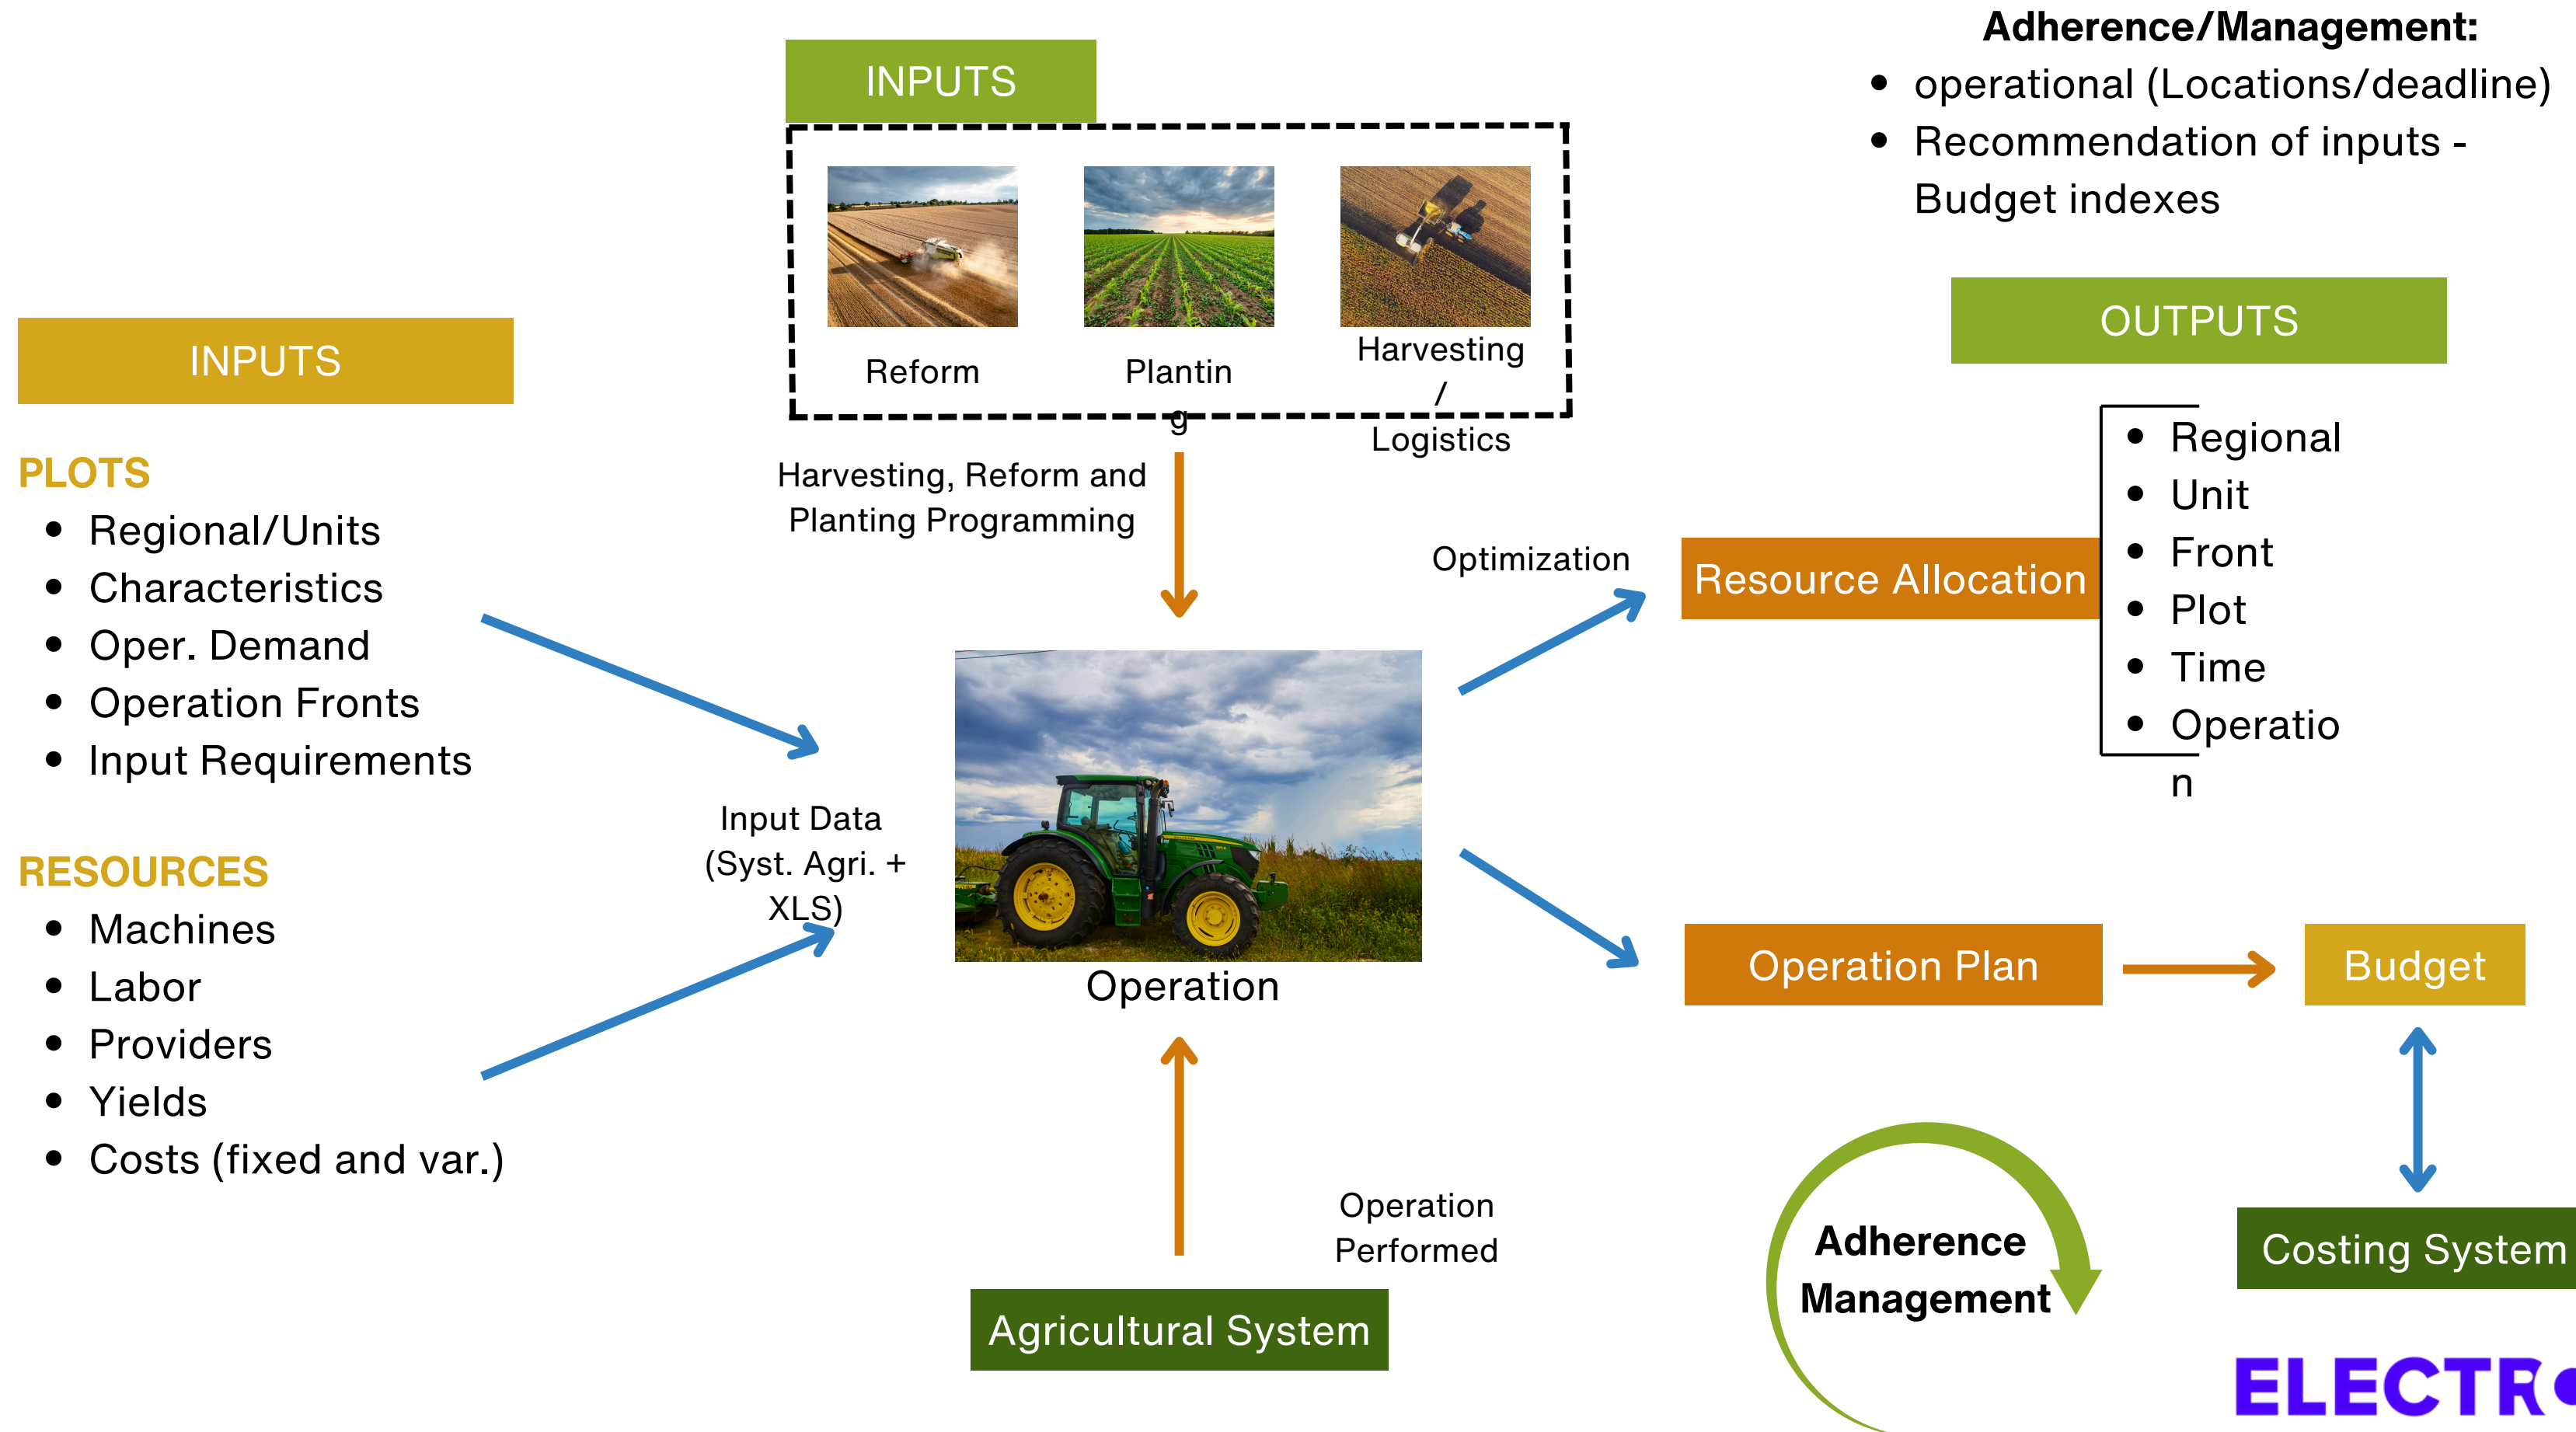 Adherence/Management:
• operational (Locations/deadline)
• Recommendation of inputs -
Budget indexes
INPUTS
Reform
Plantin
g
Harvesting
/
Logistics
INPUTS
PLOTS
• Regional/Units
• Characteristics
• Oper. Demand
• Operation Fronts
• Input Requirements
RESOURCES
• Machines
• Labor
• Providers
• Yields
• Costs (fixed and var.)
Harvesting, Reform and
Planting Programming
Input Data
(Syst. Agri. +
XLS)
Operation
Operation
Performed
Agricultural System
Optimization
OUTPUTS
Resource Allocation
• Regional
• Unit
• Front
• Plot
• Time
• Operatio
n
Operation Plan
Budget
Adherence
Management
Costing System
ELECTR